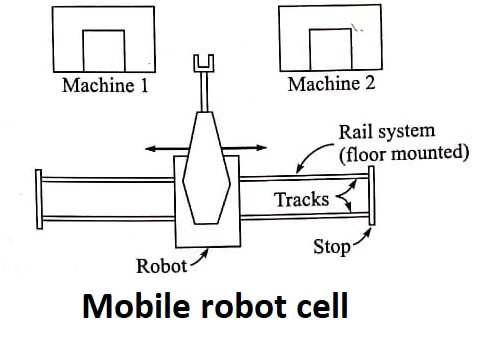 Machine 1
Machine 2
Rail system
(floor mounted)
Tracks
Stop
Robot
Mobile robot cell